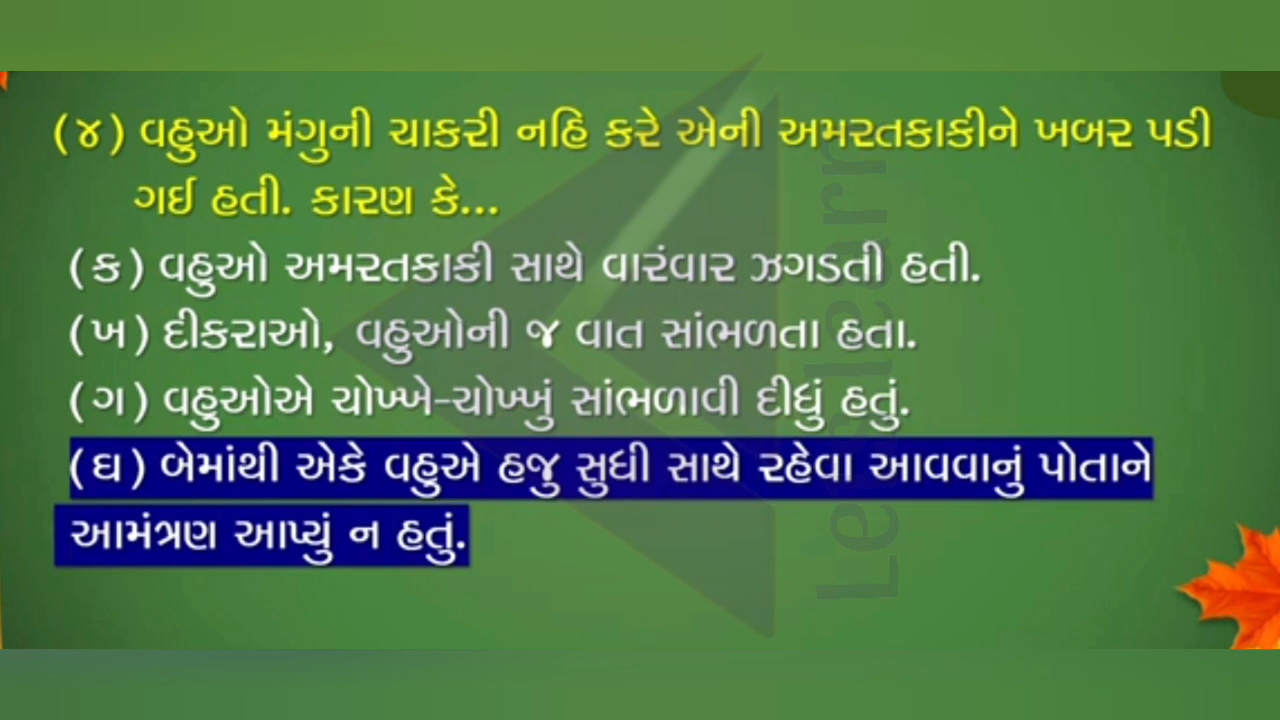 (૪) વહુઓ મંગુની ચાકરી નહિ કરે એની અમરતકાકીને ખબર પડી
ગઈ હતી. કારણ કે...
(ક) વહુઓ અમરતકાકી સાથે વારંવાર ઝગડતી હતી.
(ખ) દીકરાઓ, વહુઓની જ વાત સાંભળતા હતા.
(ગ) વહુઓએ ચોખ્ખે-ચોખ્ખું સાંભળાવી દીધું હતું.
(ઘ) બેમાંથી એકે વહુએ હજુ સુધી સાથે રહેવા આવવાનું પોતાને
આમંત્રણ આપ્યું ન હતું.